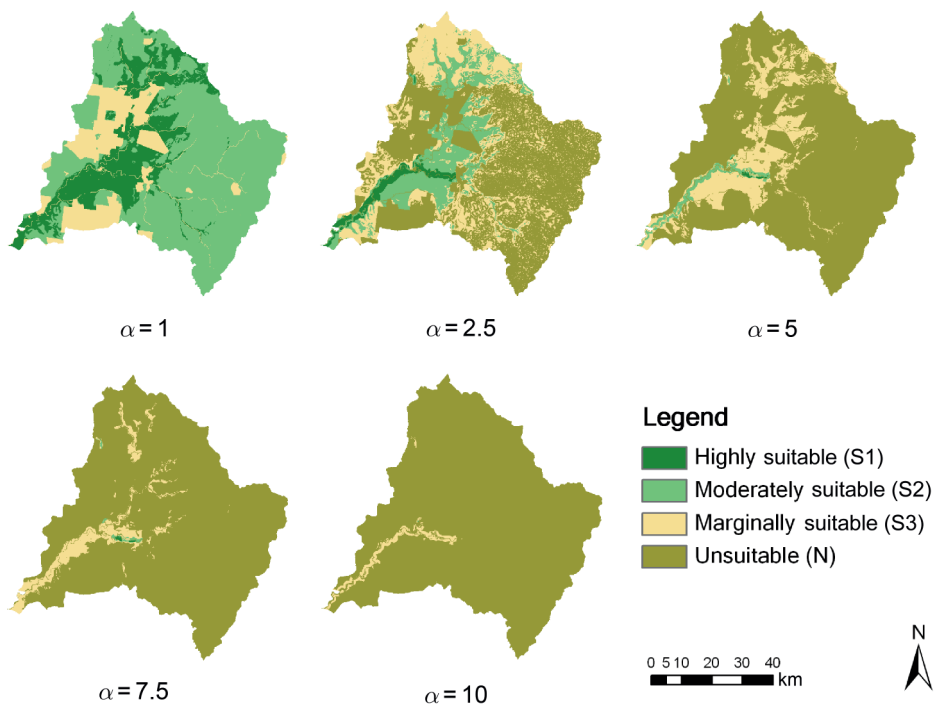 α = 1
α = 2.5
α = 5
α = 7.5
α = 10
Legend
Highly suitable (S1)
Moderately suitable (S2)
Marginally suitable (S3)
Unsuitable (N)
0 5 10 20 30 40
km
N